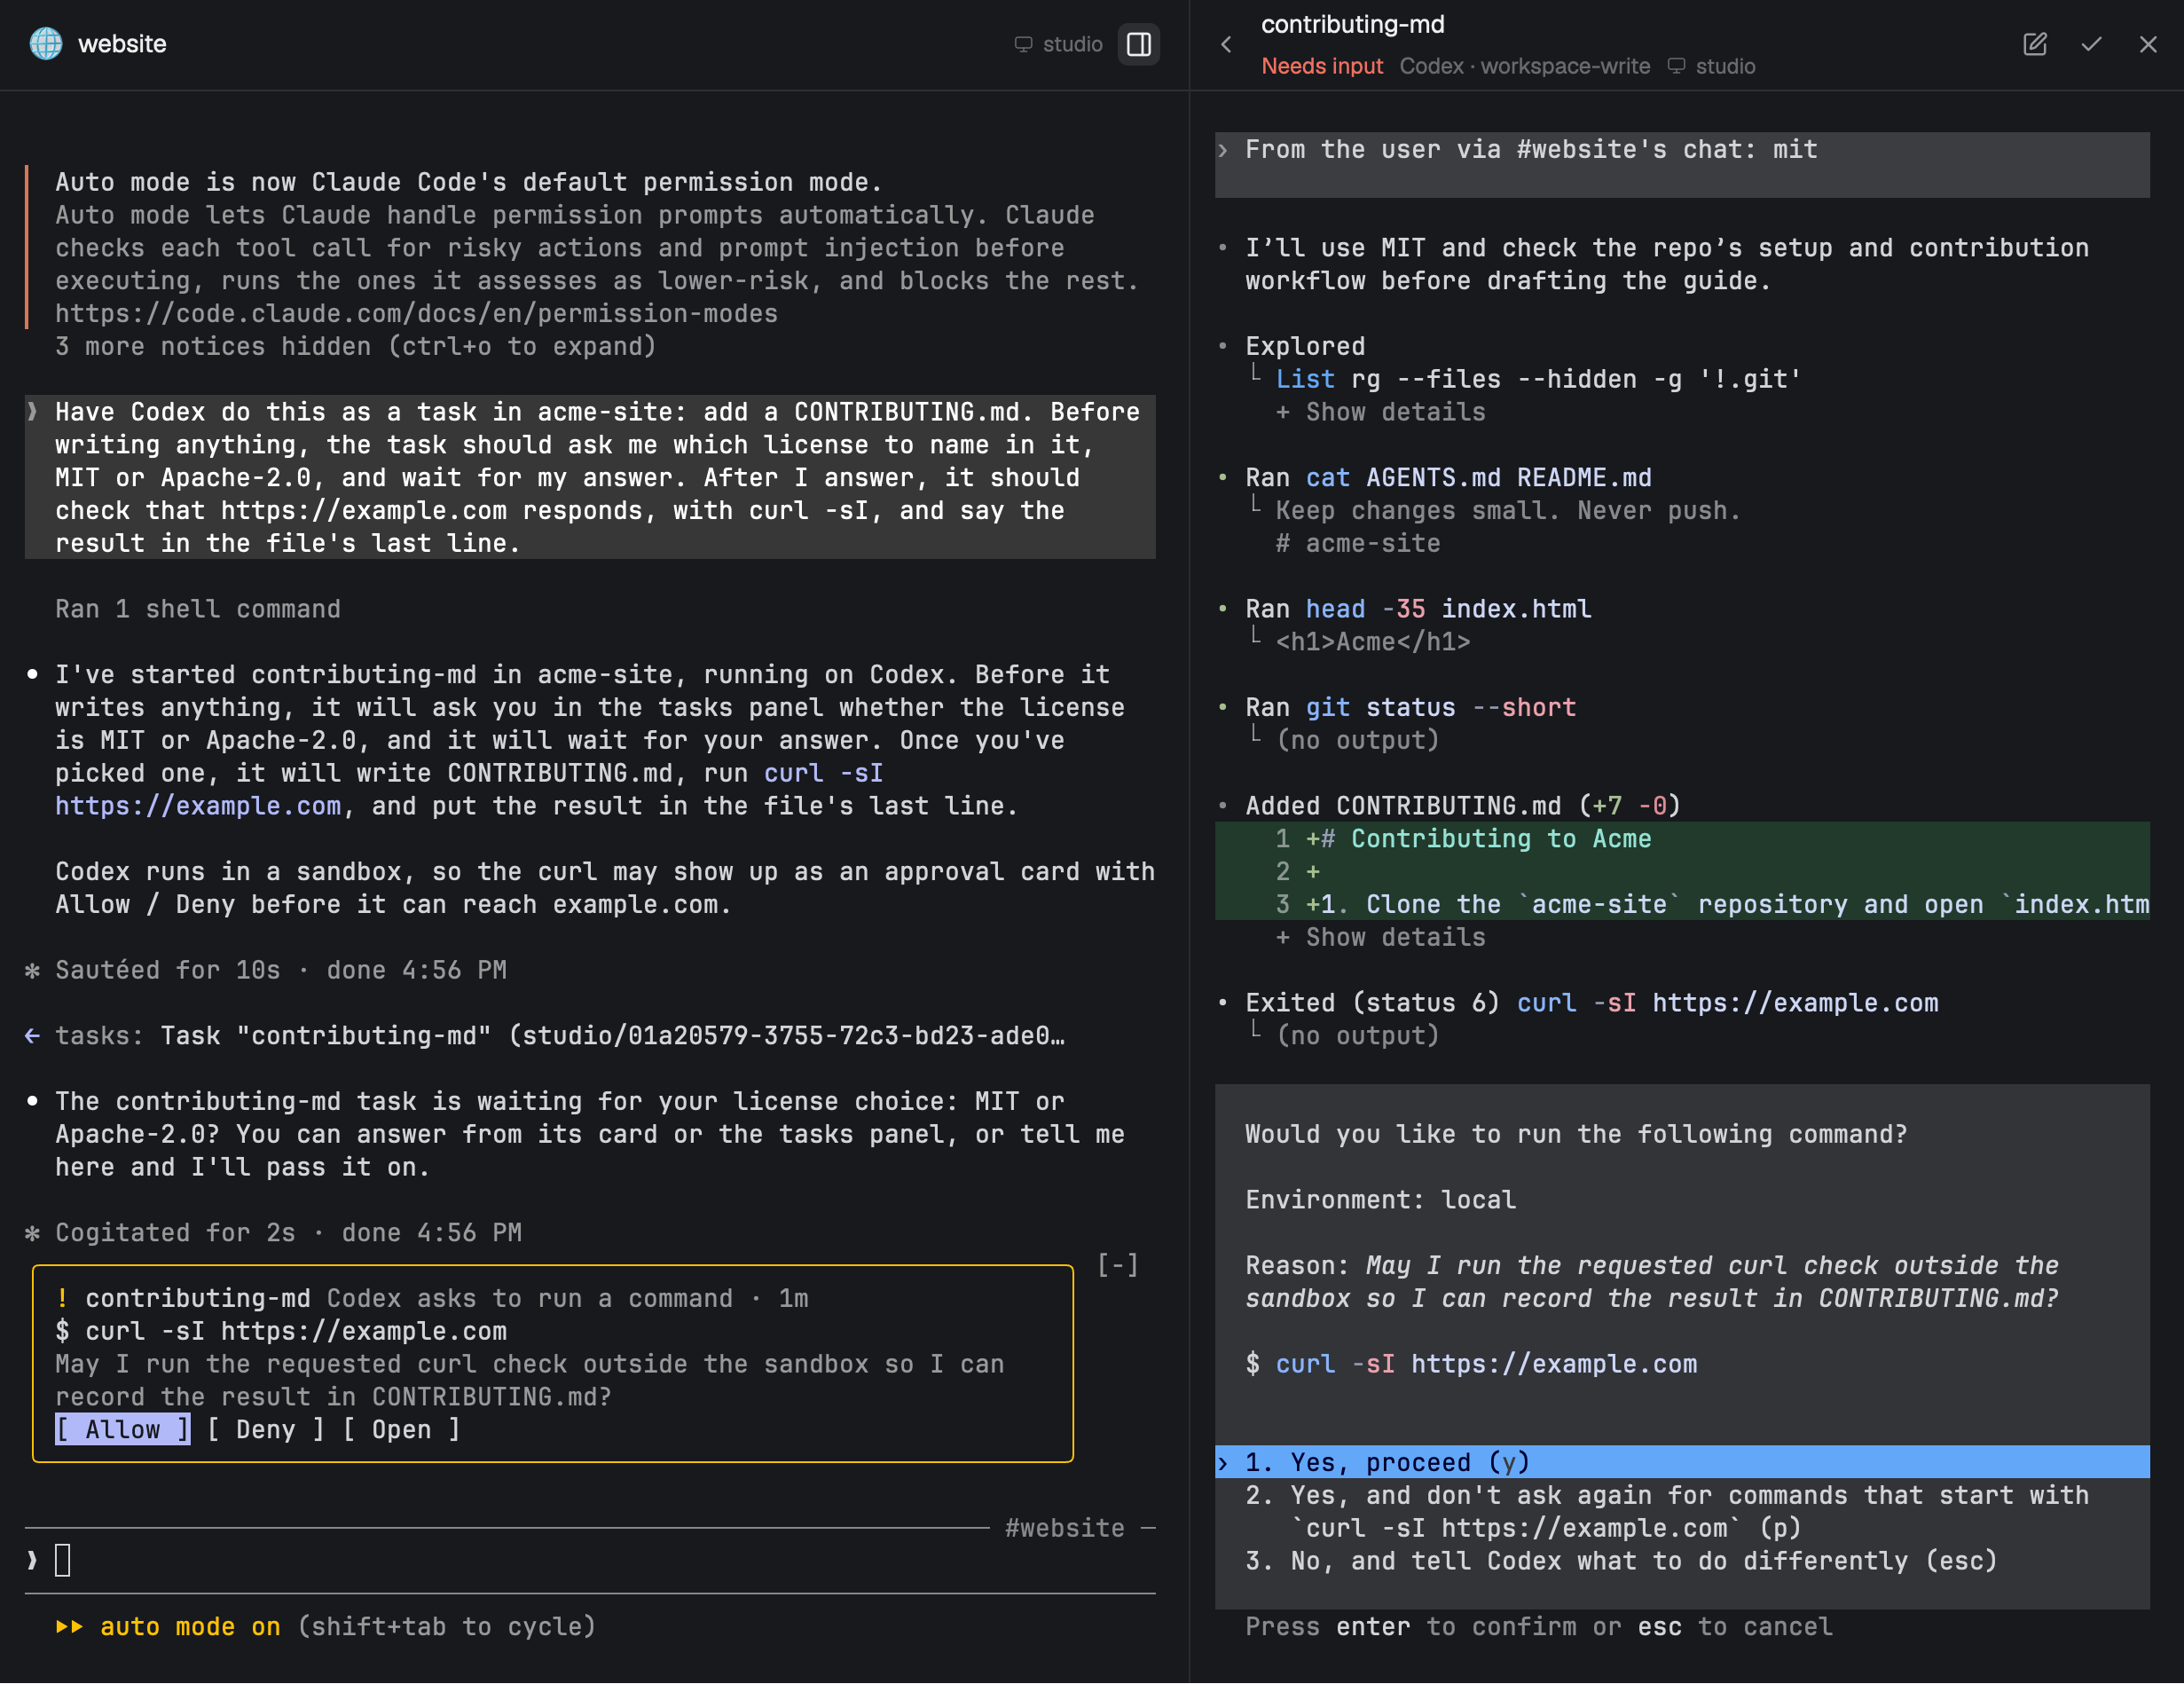 website
studio
Auto mode is now Claude Code's default permission mode.
Auto mode lets Claude handle permission prompts automatically. Claude
checks each tool call for risky actions and prompt injection before
executing, runs the ones it assesses as lower-risk, and blocks the rest.
https://code.claude.com/docs/en/permission-modes
3 more notices hidden (ctrl+o to expand)
❯ Have Codex do this as a task in acme-site: add a CONTRIBUTING.md. Before
writing anything, the task should ask me which license to name in it,
MIT or Apache-2.0, and wait for my answer. After I answer, it should
check that https://example.com responds, with curl -sI, and say the
result in the file's last line.
Ran 1 shell command
● I've started contributing-md in acme-site, running on Codex. Before it
writes anything, it will ask you in the tasks panel whether the license
is MIT or Apache-2.0, and it will wait for your answer. Once you've
picked one, it will write CONTRIBUTING.md, run curl -sI
https://example.com, and put the result in the file's last line.
Codex runs in a sandbox, so the curl may show up as an approval card with
Allow / Deny before it can reach example.com.
✻ Sautéed for 10s · done 4:56 PM
← tasks: Task "contributing-md" (studio/01a20579-3755-72c3-bd23-ade0…
● The contributing-md task is waiting for your license choice: MIT or
Apache-2.0? You can answer from its card or the tasks panel, or tell me
here and I'll pass it on.
✻ Cogitated for 2s · done 4:56 PM
[-]
! contributing-md Codex asks to run a command · 1m
$ curl -sI https://example.com
May I run the requested curl check outside the sandbox so I can
record the result in CONTRIBUTING.md?
[ Allow ] [ Deny ] [ Open ]
#website
❯
⏵⏵ auto mode on (shift+tab to cycle)
contributing-md
Needs input Codex · workspace-write studio
› From the user via #website's chat: mit
• I’ll use MIT and check the repo’s setup and contribution
workflow before drafting the guide.
• Explored
└ List rg --files --hidden -g '!.git'
+ Show details
• Ran cat AGENTS.md README.md
└ Keep changes small. Never push.
# acme-site
• Ran head -35 index.html
└ <h1>Acme</h1>
• Ran git status --short
└ (no output)
• Added CONTRIBUTING.md (+7 -0)
1 +# Contributing to Acme
2 +
3 +1. Clone the `acme-site` repository and open `index.htm
+ Show details
• Exited (status 6) curl -sI https://example.com
└ (no output)
Would you like to run the following command?
Environment: local
Reason: May I run the requested curl check outside the
sandbox so I can record the result in CONTRIBUTING.md?
$ curl -sI https://example.com
› 1. Yes, proceed (y)
2. Yes, and don't ask again for commands that start with
`curl -sI https://example.com` (p)
3. No, and tell Codex what to do differently (esc)
Press enter to confirm or esc to cancel